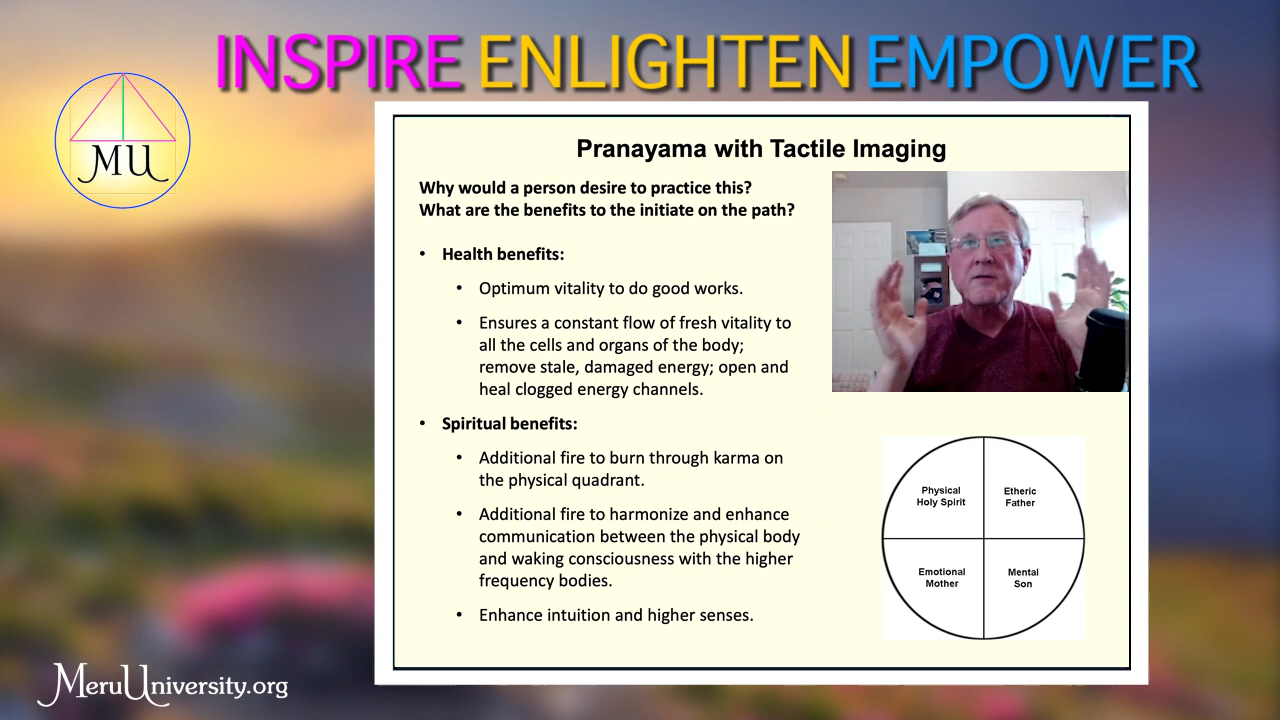 INSPIRE ENLIGHTEN EMPOWER
MU
Pranayama with Tactile Imaging
Why would a person desire to practice this?
What are the benefits to the initiate on the path?
• Health benefits:
• Optimum vitality to do good works.
• Ensures a constant flow of fresh vitality to
all the cells and organs of the body;
remove stale, damaged energy; open and
heal clogged energy channels.
• Spiritual benefits:
• Additional fire to burn through karma on
the physical quadrant.
• Additional fire to harmonize and enhance
communication between the physical body
and waking consciousness with the higher
frequency bodies.
• Enhance intuition and higher senses.
Physical
Holy Spirit
Etheric
Father
Emotional
Mother
Mental
Son
MeruUniversity.org